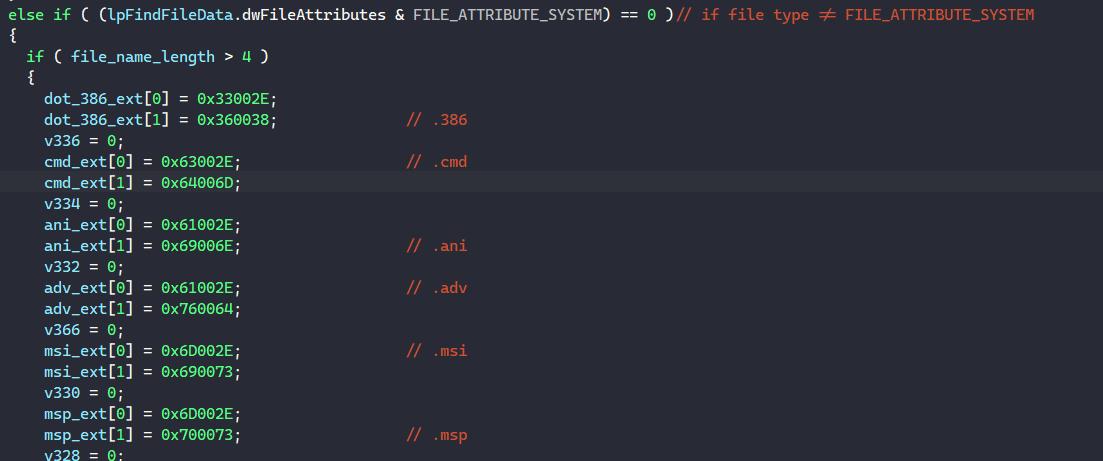 else if ( (lpFindFileData.dwFileAttributes & FILE_ATTRIBUTE_SYSTEM) == 0 )// if file type != FILE_ATTRIBUTE_SYSTEM
{
if ( file_name_length > 4 )
{
dot_386_ext[0] = 0x33002E;
dot_386_ext[1] = 0x360038; // .386
v336 = 0;
cmd_ext[0] = 0x63002E; // .cmd
cmd_ext[1] = 0x64006D;
v334 = 0;
ani_ext[0] = 0x61002E;
ani_ext[1] = 0x69006E; // .ani
v332 = 0;
adv_ext[0] = 0x61002E; // .adv
adv_ext[1] = 0x760064;
v366 = 0;
msi_ext[0] = 0x6D002E; // .msi
msi_ext[1] = 0x690073;
v330 = 0;
msp_ext[0] = 0x6D002E;
msp_ext[1] = 0x700073; // .msp
v328 = 0;